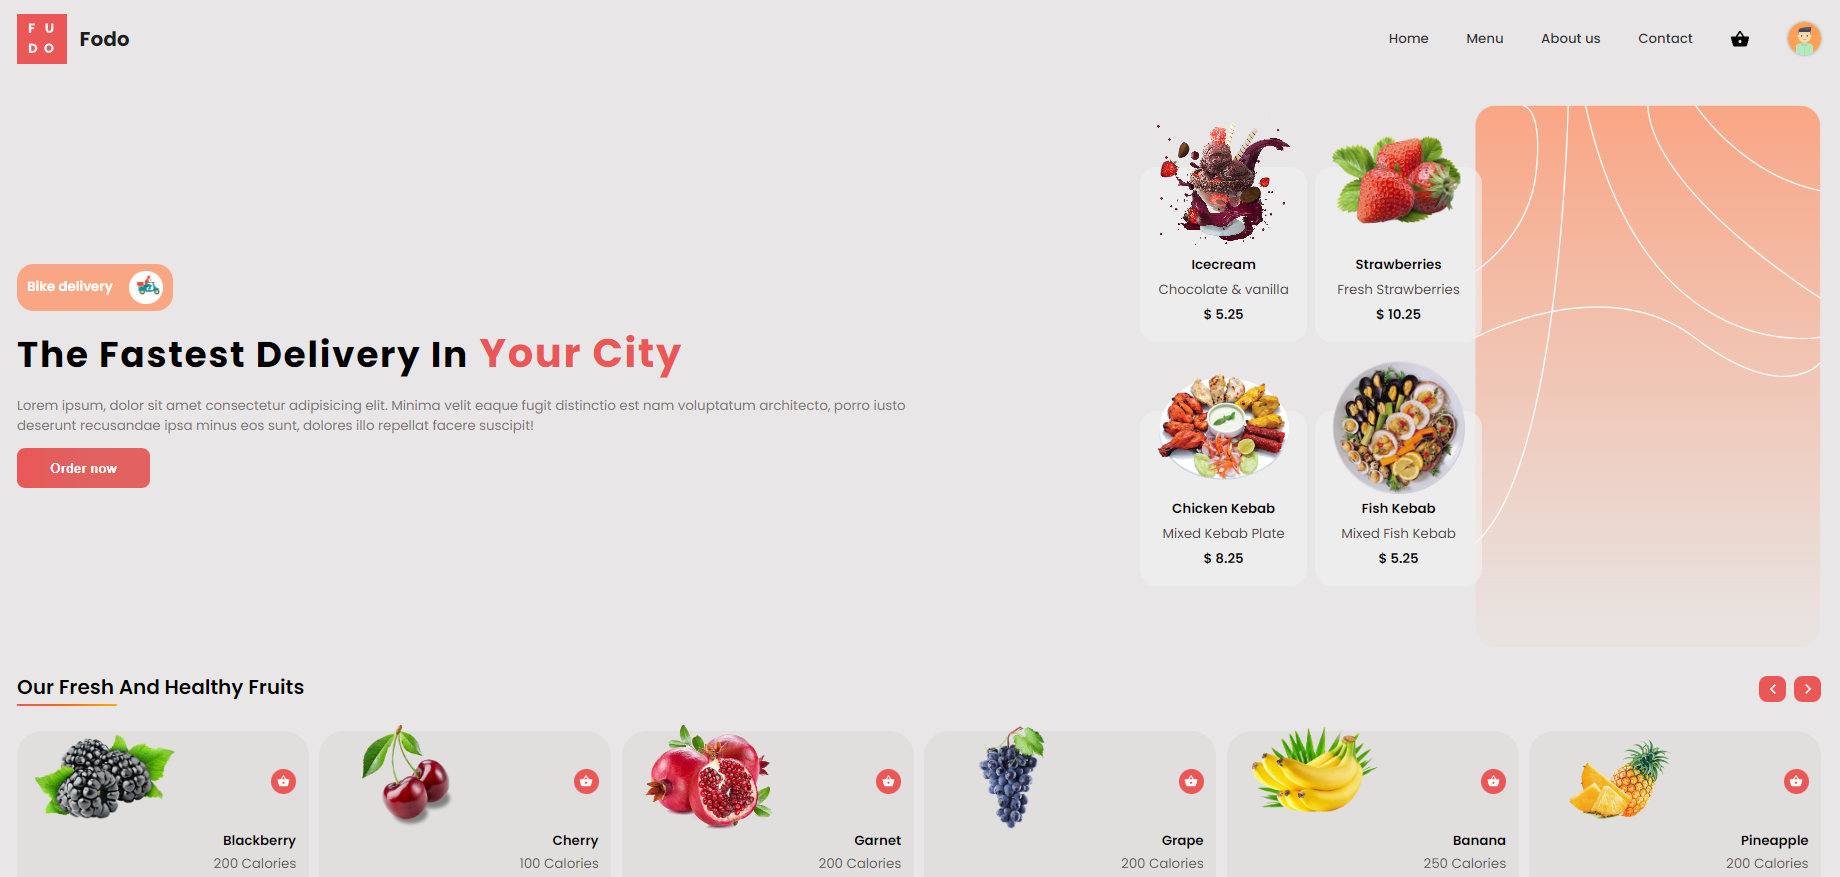 F U
D O
Fodo
Home
Menu
About us
Contact
Bike delivery
The Fastest Delivery In Your City
Lorem ipsum, dolor sit amet consectetur adipisicing elit. Minima velit eaque fugit distinctio est nam voluptatum architecto, porro iusto
deserunt recusandae ipsa minus eos sunt, dolores illo repellat facere suscipit!
Order now
Icecream
Chocolate & vanilla
$ 5.25
Strawberries
Fresh Strawberries
$ 10.25
Chicken Kebab
Mixed Kebab Plate
$ 8.25
Fish Kebab
Mixed Fish Kebab
$ 5.25
Our Fresh And Healthy Fruits
Blackberry
200 Calories
Cherry
100 Calories
Garnet
200 Calories
Grape
200 Calories
Banana
250 Calories
Pineapple
200 Calories